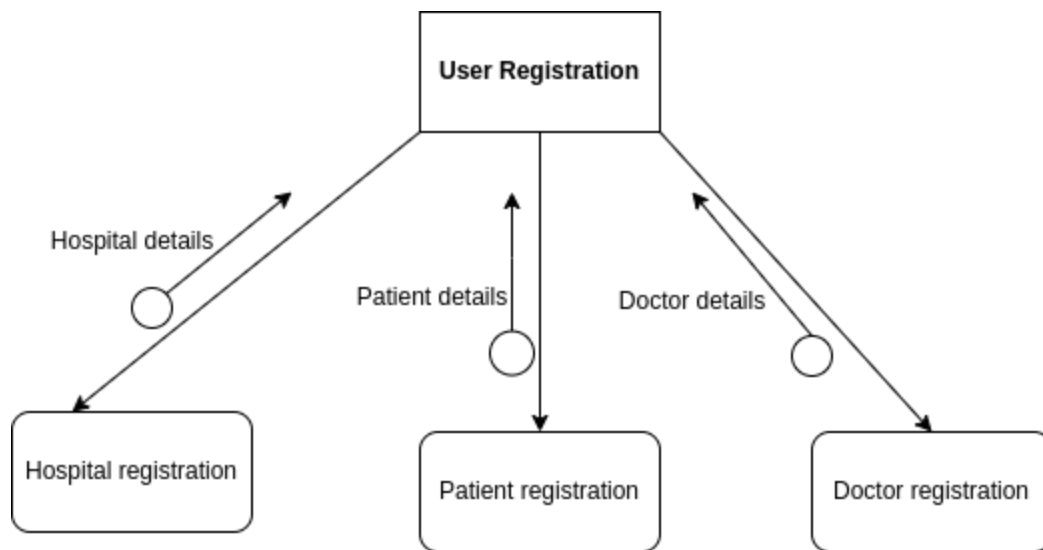 User Registration
Hospital details
Patient details
Doctor details
Hospital registration
Patient registration
Doctor registration